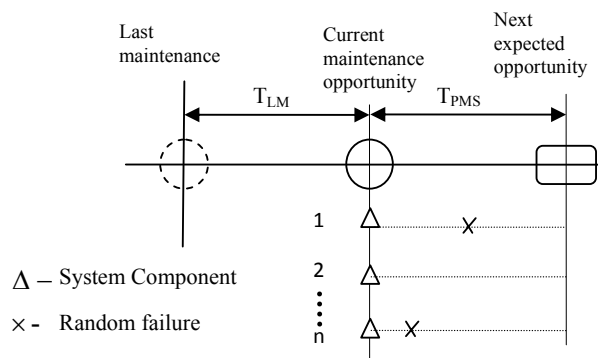 Last
maintenance
Current
maintenance
opportunity
Next
expected
opportunity
T_LM
T_PMS
1
2
n
Δ – System Component
× - Random failure